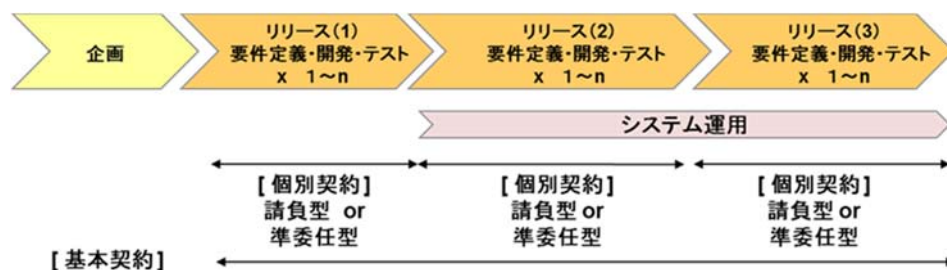 企画
リリース(1)
要件定義・開発・テスト
x 1～n
リリース(2)
要件定義・開発・テスト
x 1～n
リリース(3)
要件定義・開発・テスト
x 1～n
システム運用
[ 個別契約 ]
請負型 or
準委任型
[ 個別契約 ]
請負型 or
準委任型
[ 個別契約 ]
請負型 or
準委任型
[ 基本契約 ]